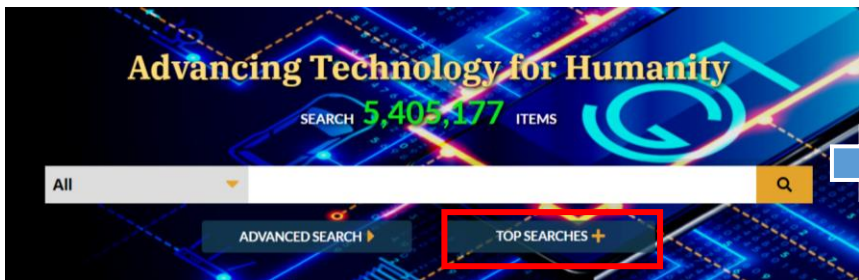 Advancing Technology for Humanity
SEARCH 5,405,177 ITEMS
All
ADVANCED SEARCH TOP SEARCHES +